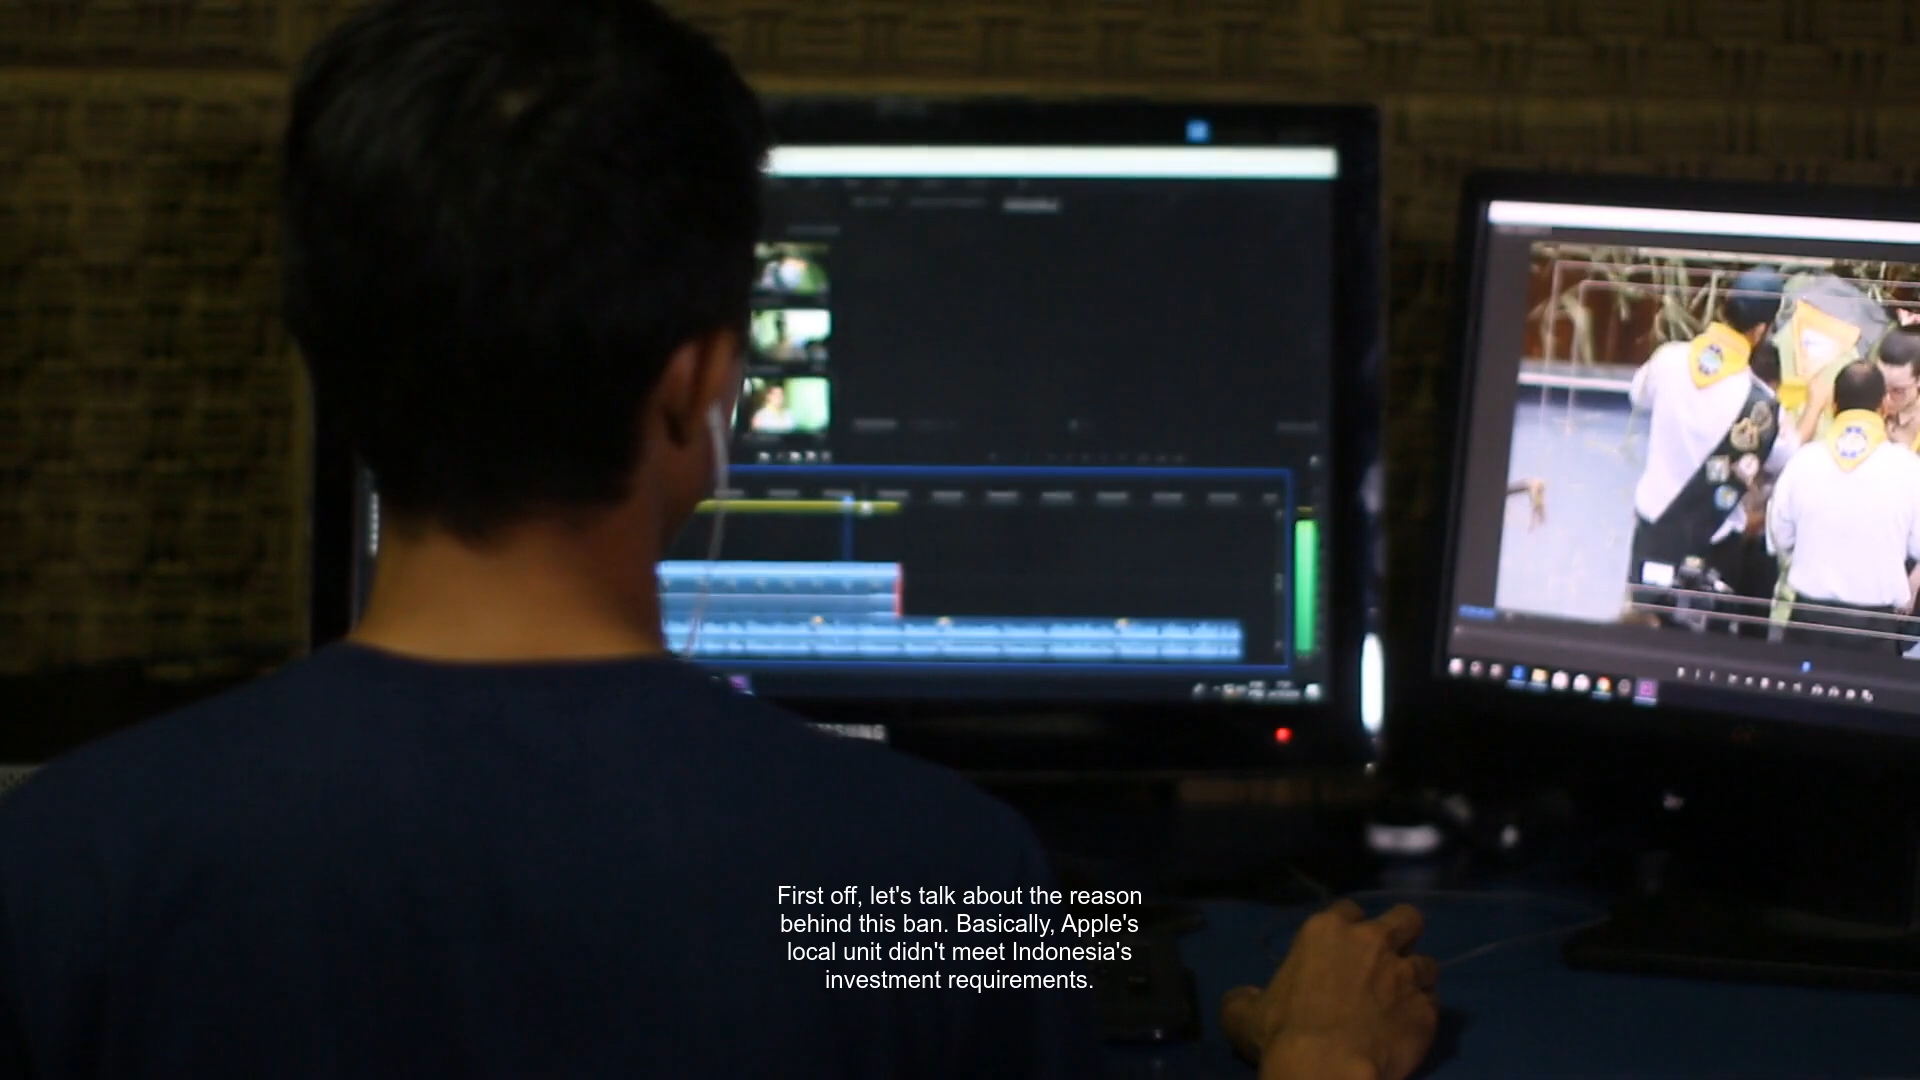 First off, let's talk about the reason
behind this ban. Basically, Apple's
local unit didn't meet Indonesia's
investment requirements.